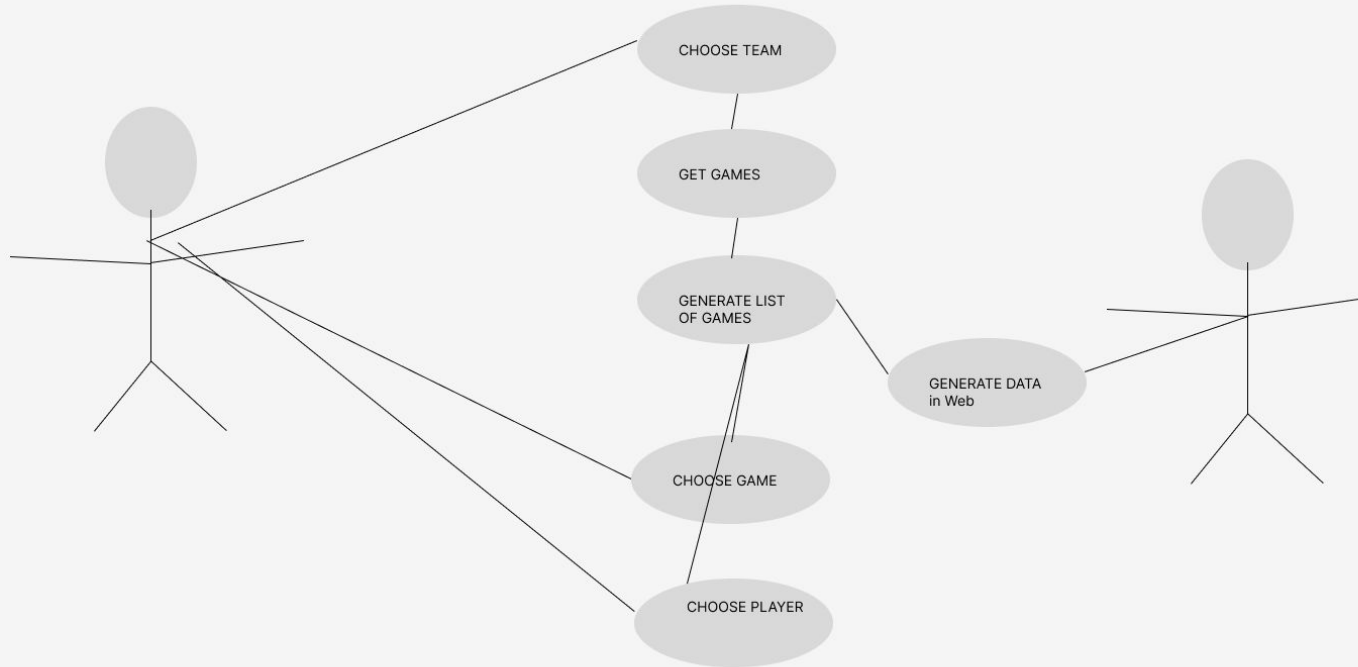 CHOOSE TEAM
GET GAMES
GENERATE LIST
OF GAMES
GENERATE DATA
in Web
CHOOSE GAME
CHOOSE PLAYER